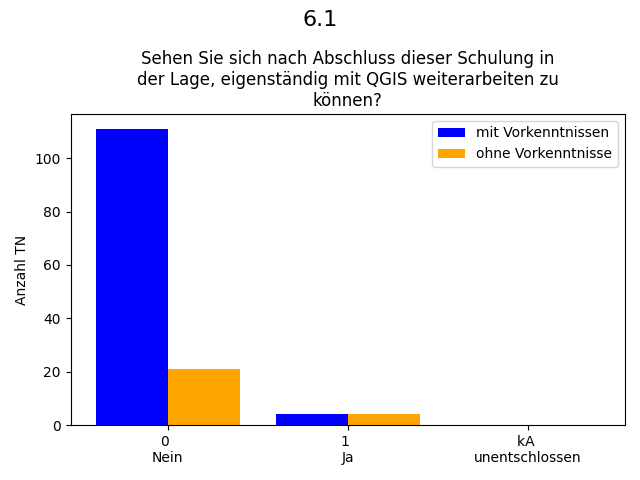 6.1
Sehen Sie sich nach Abschluss dieser Schulung in
der Lage, eigenständig mit QGIS weiterarbeiten zu
können?
mit Vorkenntnissen
ohne Vorkenntnisse
Anzahl TN
100
80
60
40
20
0
0
Nein
1
Ja
kA
unentschlossen